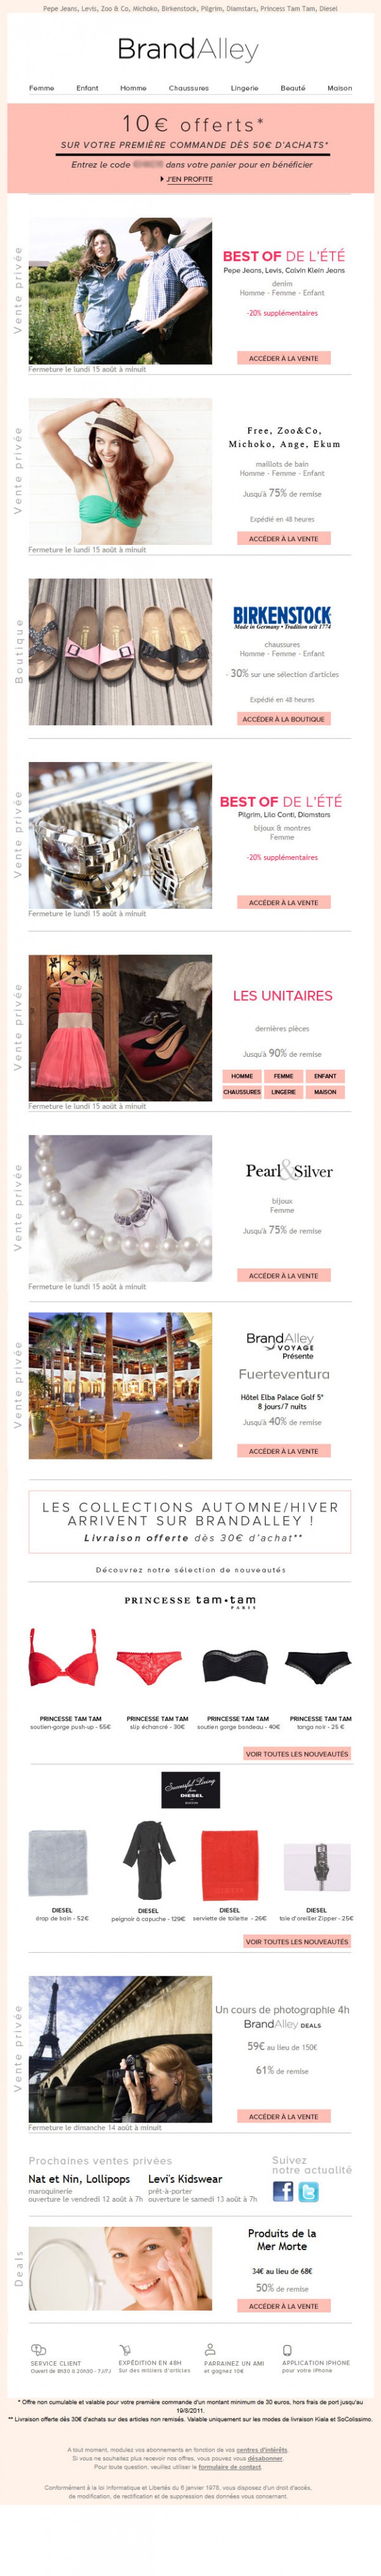 Pepe Jeans, Levis, Zoo & Co, Michoko, Birkenstock, Pilgrim, Diamstars, Princess Tam Tam, Diesel
BrandAlley
Femme Enfant Homme Chaussures Lingerie Beauté Maison
10€ offerts*
SUR VOTRE PREMIÈRE COMMANDE DÈS 50€ D'ACHATS*
Entrez le code dans votre panier pour en bénéficier
J'EN PROFITE
Vente privée
BEST OF DE L'ÉTÉ
Pepe Jeans, Levis, Calvin Klein Jeans
denim
Homme - Femme - Enfant
-20% supplémentaires
ACCÉDER À LA VENTE
Fermeture le lundi 15 août à minuit
Vente privée
Free, Zoo&Co,
Michoko, Ange, Ekum
maillots de bain
Homme - Femme - Enfant
Jusqu'à 75% de remise
Expédié en 48 heures
ACCÉDER À LA VENTE
Fermeture le lundi 15 août à minuit
Boutique
BIRKENSTOCK
Made in Germany • Tradition seit 1774
chaussures
Homme - Femme - Enfant
- 30% sur une sélection d'articles
Expédié en 48 heures
ACCÉDER À LA BOUTIQUE
Vente privée
BEST OF DE L'ÉTÉ
Pilgrim, Lilo Conti, Diamstars
bijoux & montres
Femme
-20% supplémentaires
ACCÉDER À LA VENTE
Fermeture le lundi 15 août à minuit
Vente privée
LES UNITAIRES
dernières pièces
Jusqu'à 90% de remise
HOMME FEMME ENFANT
CHAUSSURES LINGERIE MAISON
Fermeture le lundi 15 août à minuit
Vente privée
Pearl & Silver
bijoux
Femme
Jusqu'à 75% de remise
ACCÉDER À LA VENTE
Fermeture le lundi 15 août à minuit
Vente privée
BrandAlley
VOYAGE
Présente
Fuerteventura
Hôtel Elba Palace Golf 5*
8 jours/7 nuits
Jusqu'à 40% de remise
ACCÉDER À LA VENTE
LES COLLECTIONS AUTOMNE/HIVER
ARRIVENT SUR BRANDALLEY !
Livraison offerte dès 30€ d'achat**
Découvrez notre sélection de nouveautés
PRINCESSE tam•tam
PARIS
PRINCESSE TAM TAM PRINCESSE TAM TAM PRINCESSE TAM TAM PRINCESSE TAM TAM
soutien-gorge push-up - 55€ slip échancré - 30€ soutien gorge bandeau - 40€ tanga noir - 25 €
VOIR TOUTES LES NOUVEAUTÉS
Successful Living
from
DIESEL
DIESEL DIESEL DIESEL DIESEL
drap de bain - 52€ peignoir à capuche - 129€ serviette de toilette - 26€ taie d'oreiller Zipper - 25€
VOIR TOUTES LES NOUVEAUTÉS
Vente privée
Un cours de photographie 4h
BrandAlley DEALS
59€ au lieu de 150€
61% de remise
ACCÉDER À LA VENTE
Fermeture le dimanche 14 août à minuit
Prochaines ventes privées
Nat et Nin, Lollipops Levi's Kidswear
maroquinerie prêt-à-porter
ouverture le vendredi 12 août à 7h ouverture le samedi 13 août à 7h
Suivez
notre actualité
Deals
Produits de la
Mer Morte
34€ au lieu de 68€
50% de remise
ACCÉDER À LA VENTE
SERVICE CLIENT EXPÉDITION EN 48H PARRAINEZ UN AMI APPLICATION IPHONE
Ouvert de 8H30 à 20H30 - 7J/7J Sur des milliers d'articles et gagnez 10€ pour votre iPhone
* Offre non cumulable et valable pour votre première commande d'un montant minimum de 30 euros, hors frais de port jusqu'au
19/8/2011.
** Livraison offerte dès 30€ d'achats sur des articles non remisés. Valable uniquement sur les modes de livraison Kiala et SoColissimo.
A tout moment, modulez vos abonnements en fonction de vos centres d'intérêts.
Si vous ne souhaitez plus recevoir nos offres, vous pouvez vous désabonner.
Pour toute question, veuillez utiliser le formulaire de contact.
Conformément à la loi Informatique et Libertés du 6 janvier 1978, vous disposez d'un droit d'accès,
de modification, de rectification et de suppression des données vous concernant.